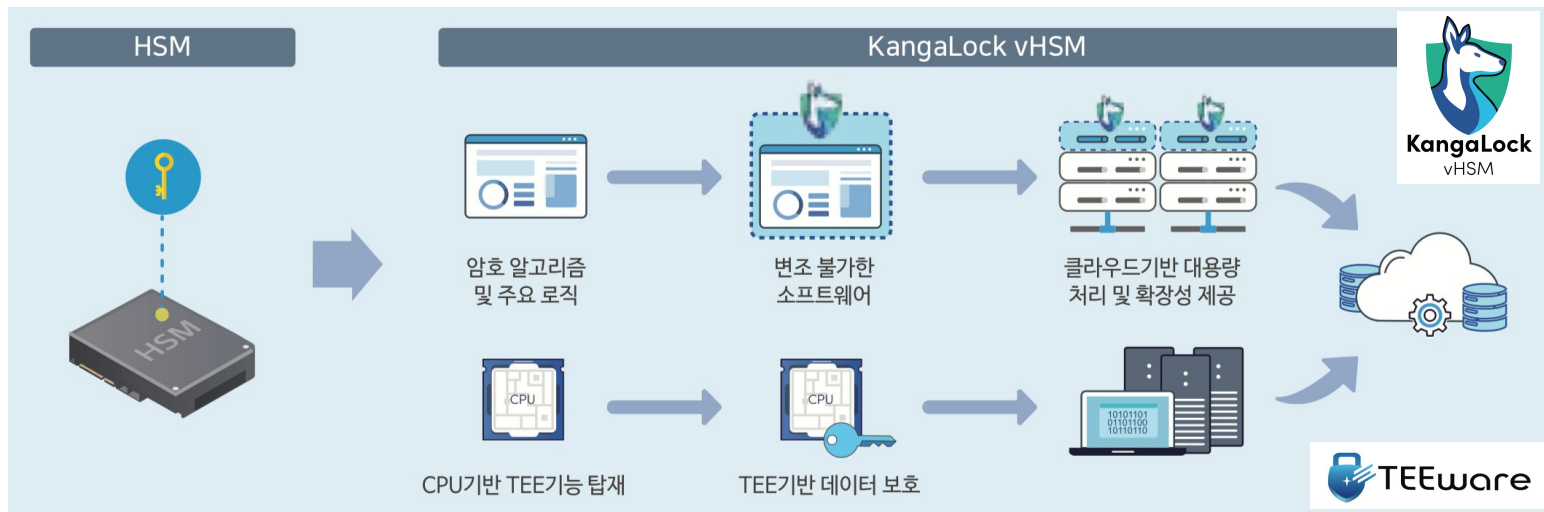 HSM
KangaLock vHSM
KangaLock
vHSM
암호 알고리즘
및 주요 로직
변조 불가한
소프트웨어
클라우드기반 대용량
처리 및 확장성 제공
HSM
CPU
CPU
10101101
01101100
10110110
CPU기반 TEE기능 탑재
TEE기반 데이터 보호
TEEware